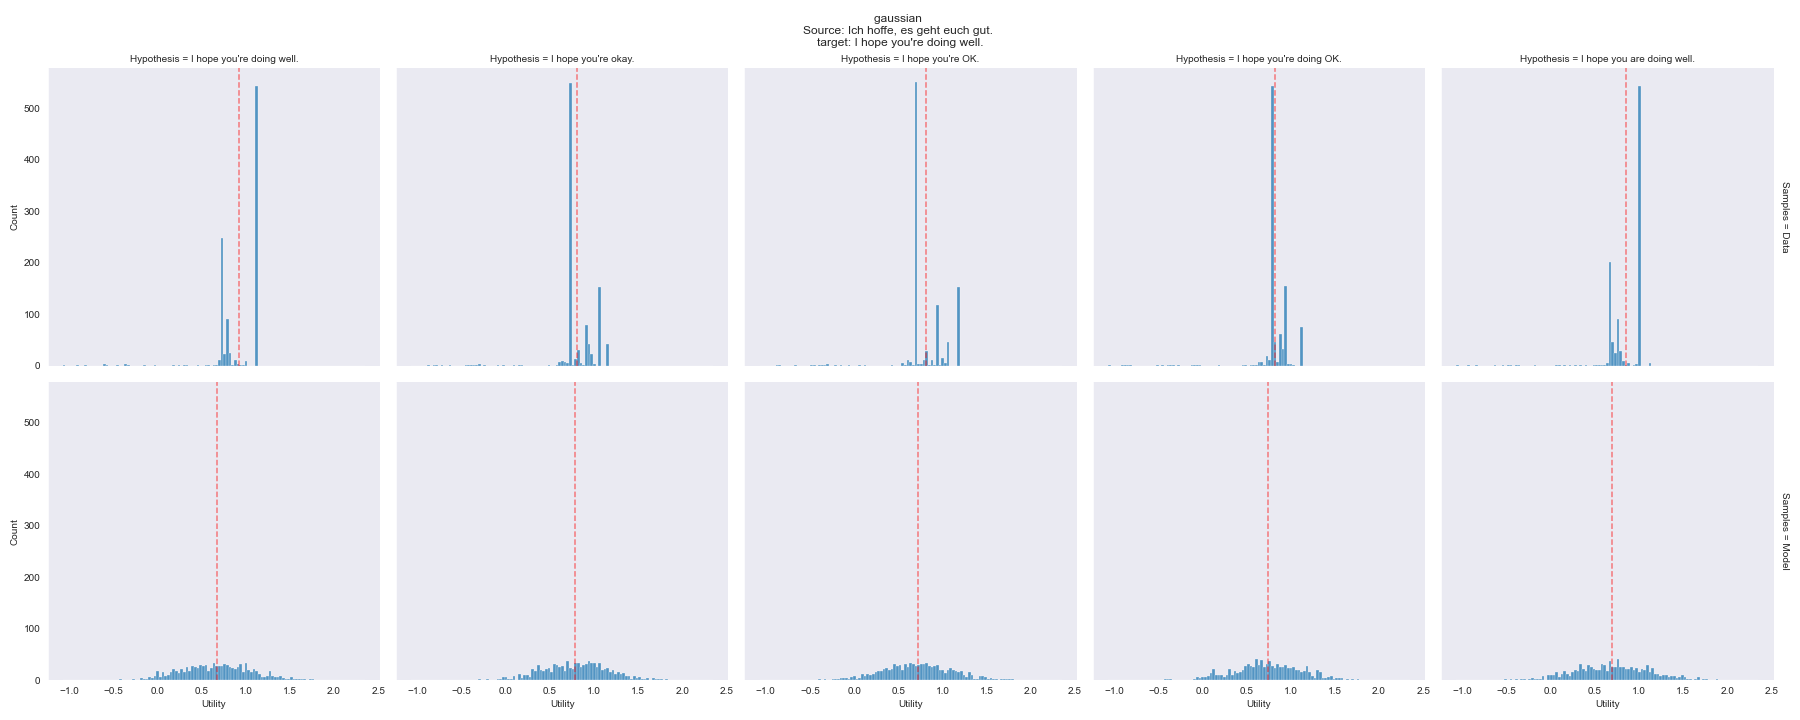 gaussian
Source: Ich hoffe, es geht euch gut.
target: I hope you're doing well.
Hypothesis = I hope you're doing well.
Hypothesis = I hope you're okay.
Hypothesis = I hope you're OK.
Hypothesis = I hope you're doing OK.
Hypothesis = I hope you are doing well.
500
400
300
200
100
0
Count
Samples = Data
500
400
300
200
100
0
Count
Samples = Model
−1.0 −0.5 0.0 0.5 1.0 1.5 2.0 2.5
−1.0 −0.5 0.0 0.5 1.0 1.5 2.0 2.5
−1.0 −0.5 0.0 0.5 1.0 1.5 2.0 2.5
−1.0 −0.5 0.0 0.5 1.0 1.5 2.0 2.5
−1.0 −0.5 0.0 0.5 1.0 1.5 2.0 2.5
Utility
Utility
Utility
Utility
Utility